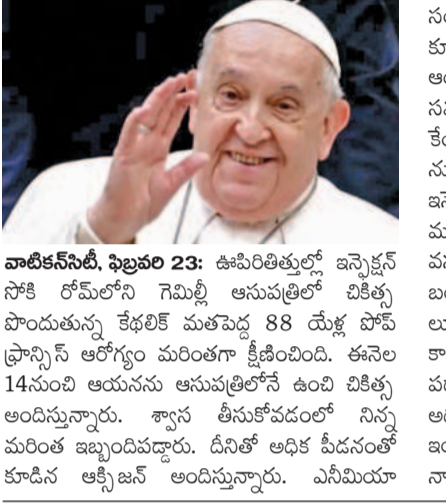 వాటికన్‌సిటీ, ఫిబ్రవరి 23: ఊపిరితిత్తుల్లో ఇన్ఫెక్షన్
సోకి రోమ్‌లోని గెమిల్లీ ఆసుపత్రిలో చికిత్స
పొందుతున్న కేథలిక్ మతపెద్ద 88 యేళ్ల పోప్
ఫ్రాన్సిస్ ఆరోగ్యం మరింతగా క్షీణించింది. ఈనెల
14నుంచి ఆయనను ఆసుపత్రిలోనే ఉంచి చికిత్స
అందిస్తున్నారు. శ్వాస తీసుకోవడంలో నిన్న
మరింత ఇబ్బందిపడ్డారు. దీనితో అధిక పీడనంతో
కూడిన ఆక్సిజన్ అందిస్తున్నారు. ఎనీమియా